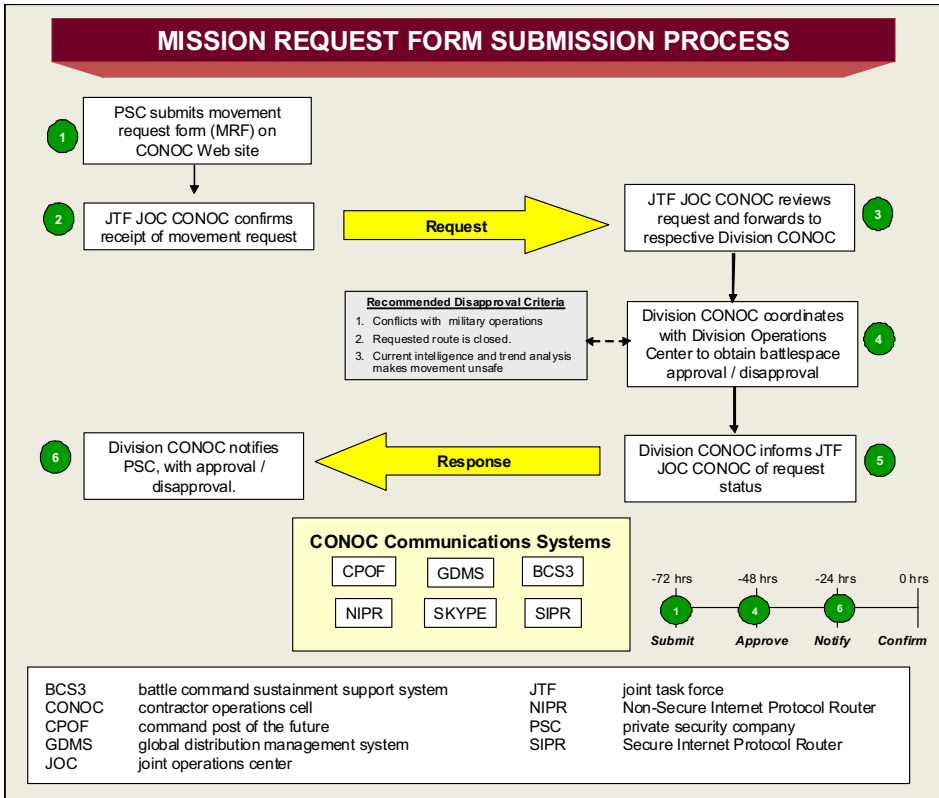 MISSION REQUEST FORM SUBMISSION PROCESS
1
PSC submits movement
request form (MRF) on
CONOC Web site
2
JTF JOC CONOC confirms
receipt of movement request
Request
JTF JOC CONOC reviews
request and forwards to
respective Division CONOC
3
Recommended Disapproval Criteria
1. Conflicts with military operations
2. Requested route is closed.
3. Current intelligence and trend analysis
makes movement unsafe
Division CONOC coordinates
with Division Operations
Center to obtain battlespace
approval / disapproval
4
Division CONOC informs JTF
JOC CONOC of request
status
5
Response
6
Division CONOC notifies
PSC, with approval /
disapproval.
CONOC Communications Systems
CPOF GDMS BCS3
NIPR SKYPE SIPR
-72 hrs -48 hrs -24 hrs 0 hrs
1 4 6
Submit Approve Notify Confirm
BCS3 battle command sustainment support system
CONOC contractor operations cell
CPOF command post of the future
GDMS global distribution management system
JOC joint operations center
JTF joint task force
NIPR Non-Secure Internet Protocol Router
PSC private security company
SIPR Secure Internet Protocol Router